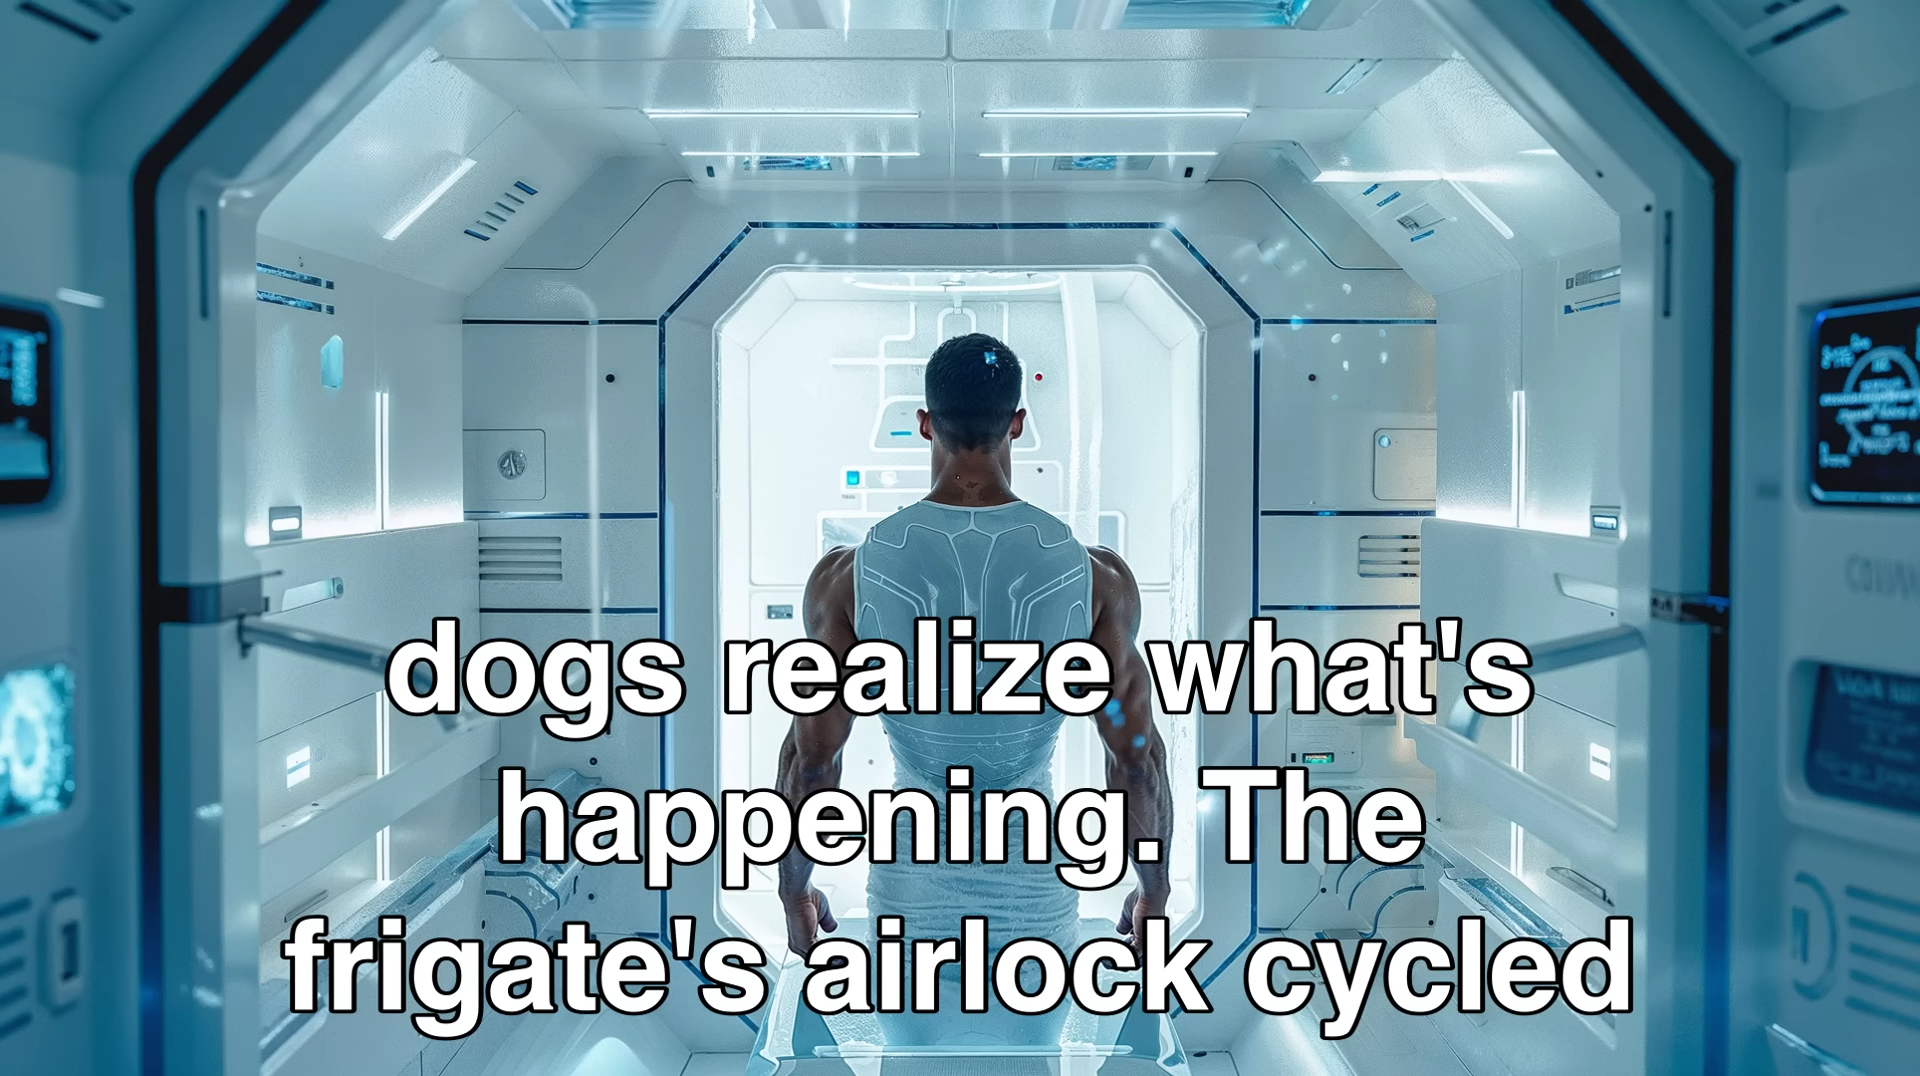 dogs realize what's
happening. The
frigate's airlock cycled